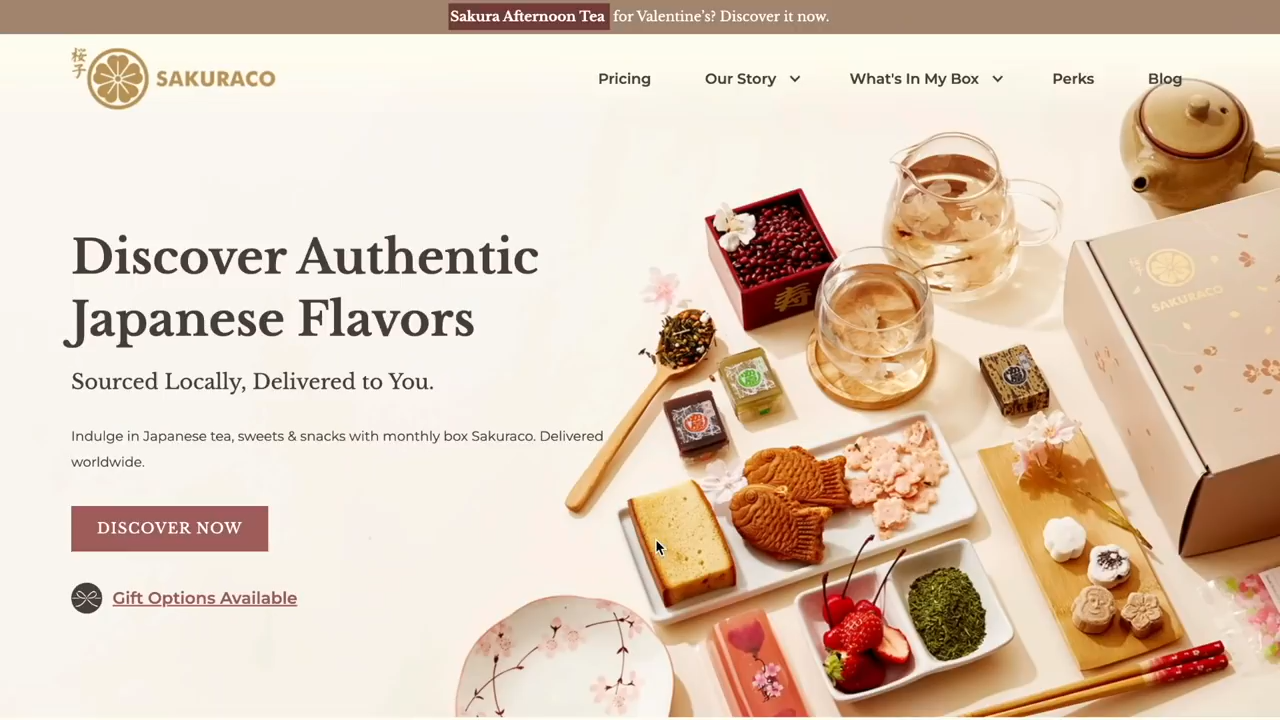 Sakura Afternoon Tea for Valentine's? Discover it now.
桜子
SAKURACO
Pricing
Our Story
What's In My Box
Perks
Blog
寿
SAKURACO
Discover Authentic
Japanese Flavors
Sourced Locally, Delivered to You.
Indulge in Japanese tea, sweets & snacks with monthly box Sakuraco. Delivered
worldwide.
DISCOVER NOW
Gift Options Available